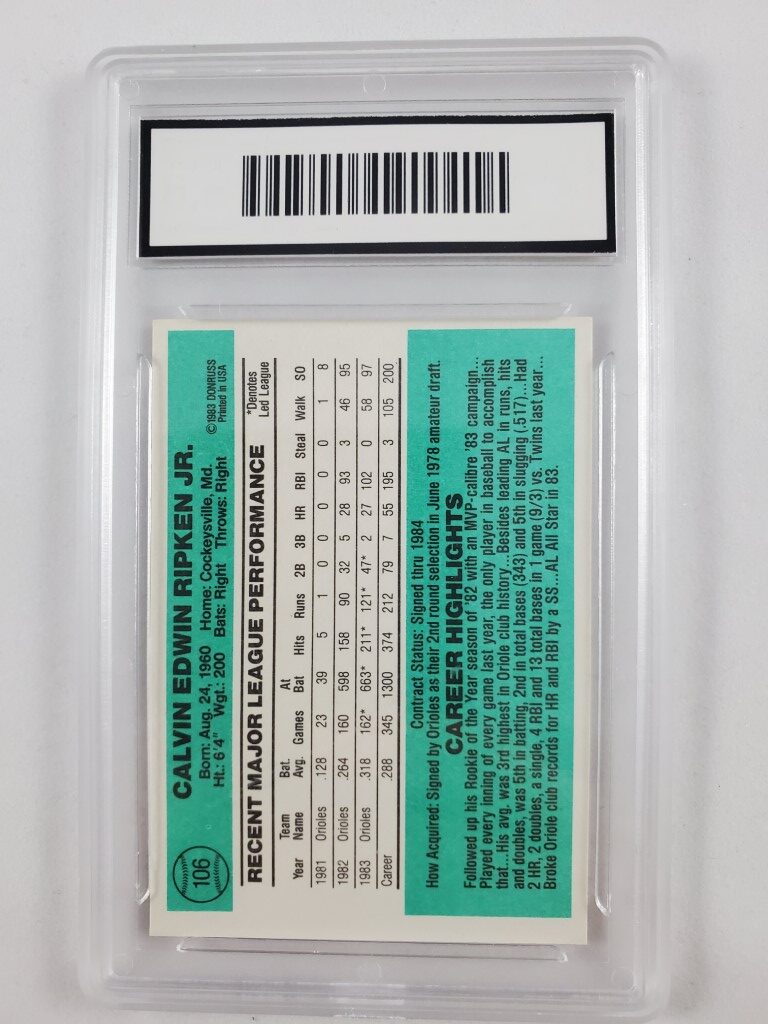 106
CALVIN EDWIN RIPKEN JR.
Born: Aug. 24, 1960 Home: Cockeysville, Md.
Ht.: 6'4" Wgt.: 200 Bats: Right Throws: Right
©1983 DONRUSS
Printed in USA
RECENT MAJOR LEAGUE PERFORMANCE
*Denotes
Led League
Year Team Name Bat. Avg. Games At Bat Hits Runs 2B 3B HR RBI Steal Walk SO
1981 Orioles .128 23 39 5 1 0 0 0 0 0 1 8
1982 Orioles .264 160 598 158 90 32 5 28 93 3 46 95
1983 Orioles .318 162* 663* 211* 121* 47* 2 27 102 0 58 97
Career .288 345 1300 374 212 79 7 55 195 3 105 200
Contract Status: Signed thru 1984
How Acquired: Signed by Orioles as their 2nd round selection in June 1978 amateur draft.
CAREER HIGHLIGHTS
Followed up his Rookie of the Year season of '82 with an MVP-calibre '83 campaign...
Played every inning of every game last year, the only player in baseball to accomplish
that...His avg. was 3rd highest in Oriole club history...Besides leading AL in runs, hits
and doubles, was 5th in batting, 2nd in total bases (343) and 5th in slugging (.517)...Had
2 HR, 2 doubles, a single, 4 RBI and 13 total bases in 1 game (9/3) vs. Twins last year...
Broke Oriole club records for HR and RBI by a SS...AL All Star in 83.